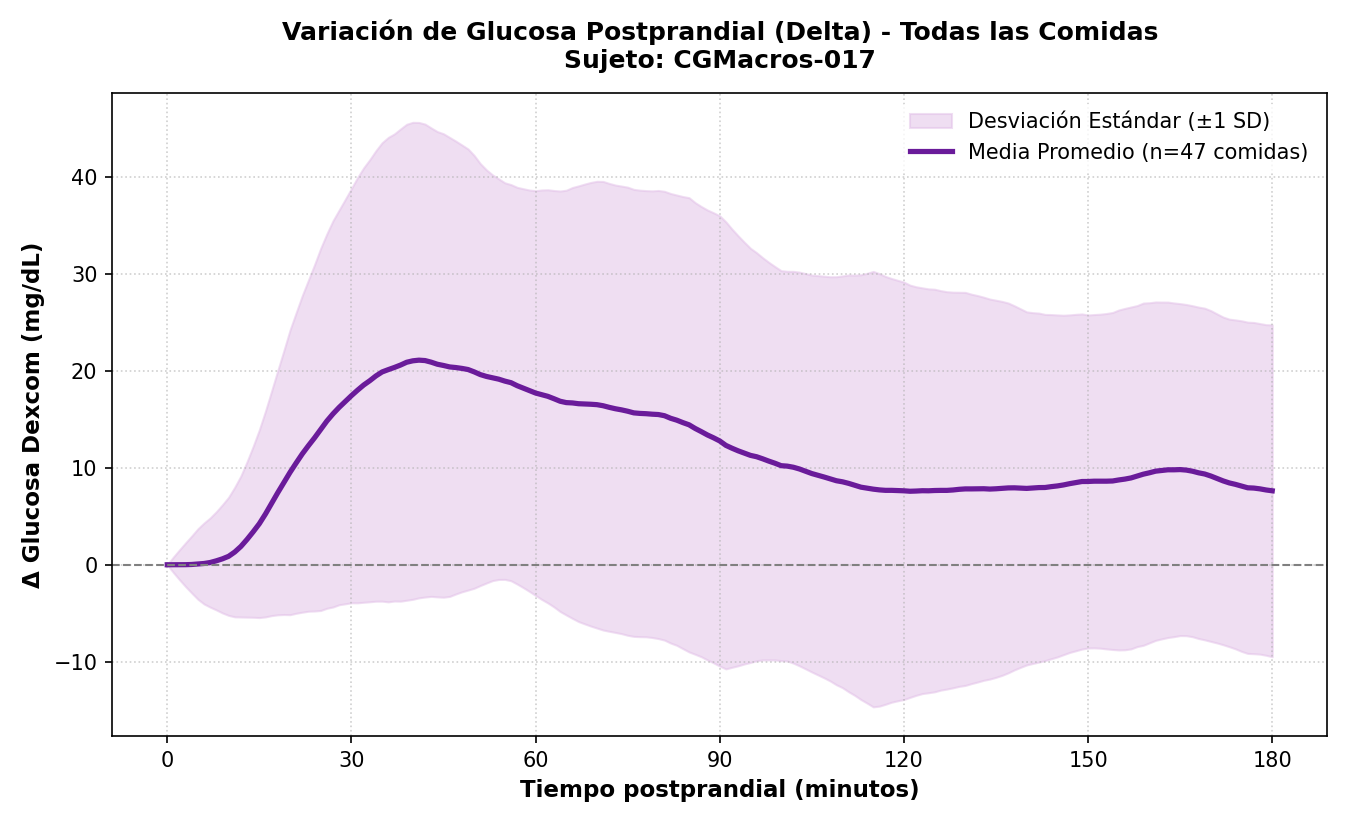 Variación de Glucosa Postprandial (Delta) - Todas las Comidas
Sujeto: CGMacros-017
Desviación Estándar (±1 SD)
Media Promedio (n=47 comidas)
Δ Glucosa Dexcom (mg/dL)
40
30
20
10
0
−10
0 30 60 90 120 150 180
Tiempo postprandial (minutos)